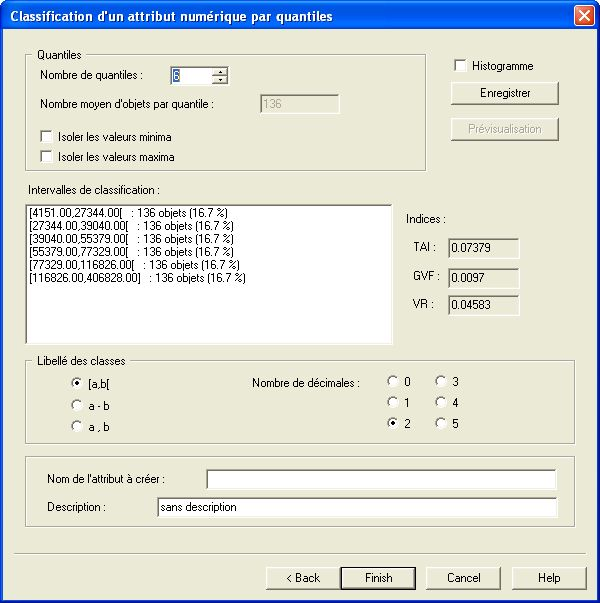 Classification d'un attribut numérique par quantiles
Quantiles
Nombre de quantiles :
6
Nombre moyen d'objets par quantile :
136
Isoler les valeurs minima
Isoler les valeurs maxima
Histogramme
Enregistrer
Prévisualisation
Intervalles de classification :
[4151.00,27344.00[ : 136 objets (16.7 %)
[27344.00,39040.00[ : 136 objets (16.7 %)
[39040.00,55379.00[ : 136 objets (16.7 %)
[55379.00,77329.00[ : 136 objets (16.7 %)
[77329.00,116826.00[ : 136 objets (16.7 %)
[116826.00,406828.00] : 136 objets (16.7 %)
Indices :
TAI : 0.07379
GVF : 0.0097
VR : 0.04583
Libellé des classes
[a,b[
a - b
a , b
Nombre de décimales :
0 3
1 4
2 5
Nom de l'attribut à créer :
Description : sans description
< Back Finish Cancel Help